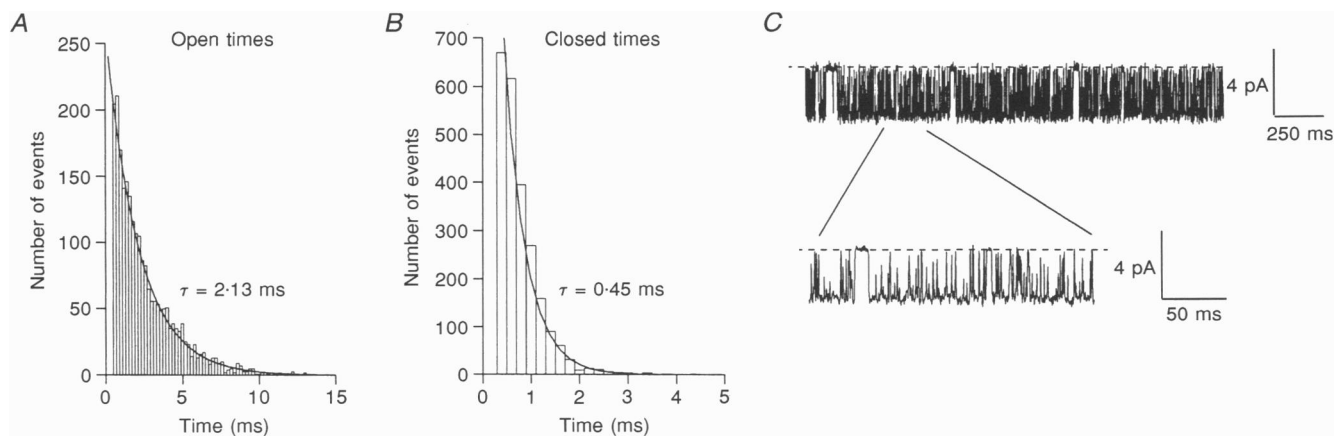 A
Open times
Number of events
250
200
150
100
50
0
τ = 2·13 ms
0 5 10 15
Time (ms)
B
Closed times
Number of events
700
600
500
400
300
200
100
0
τ = 0·45 ms
0 1 2 3 4 5
Time (ms)
C
4 pA
250 ms
4 pA
50 ms